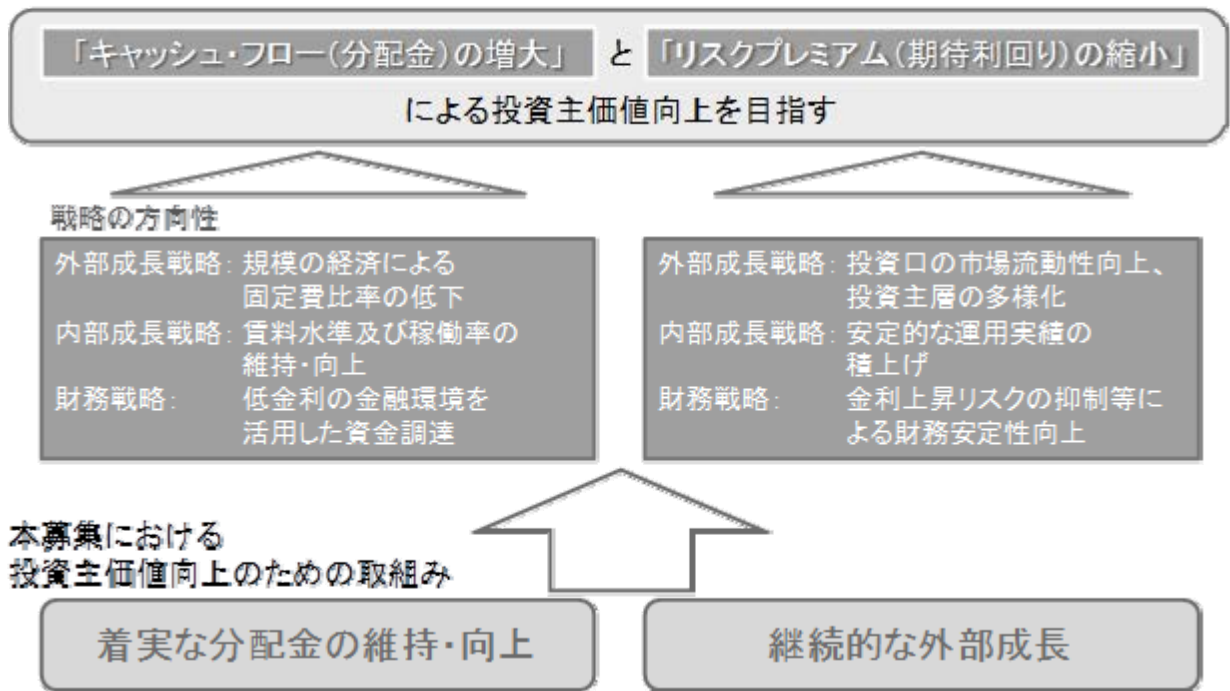 「キャッシュ・フロー(分配金)の増大」 と 「リスクプレミアム(期待利回り)の縮小」
による投資主価値向上を目指す
戦略の方向性
外部成長戦略: 規模の経済による
固定費比率の低下
内部成長戦略: 賃料水準及び稼働率の
維持・向上
財務戦略: 低金利の金融環境を
活用した資金調達
外部成長戦略: 投資口の市場流動性向上、
投資主層の多様化
内部成長戦略: 安定的な運用実績の
積上げ
財務戦略: 金利上昇リスクの抑制等に
よる財務安定性向上
本募集における
投資主価値向上のための取組み
着実な分配金の維持・向上
継続的な外部成長